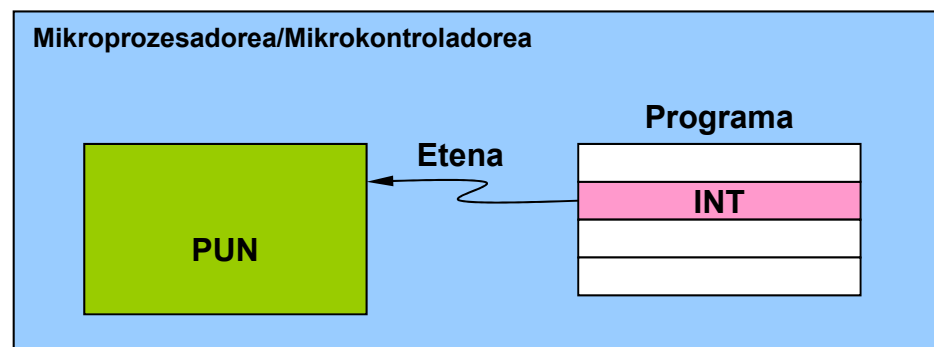 Mikroprozesadorea/Mikrokontroladorea
Programa
Etena
INT
PUN